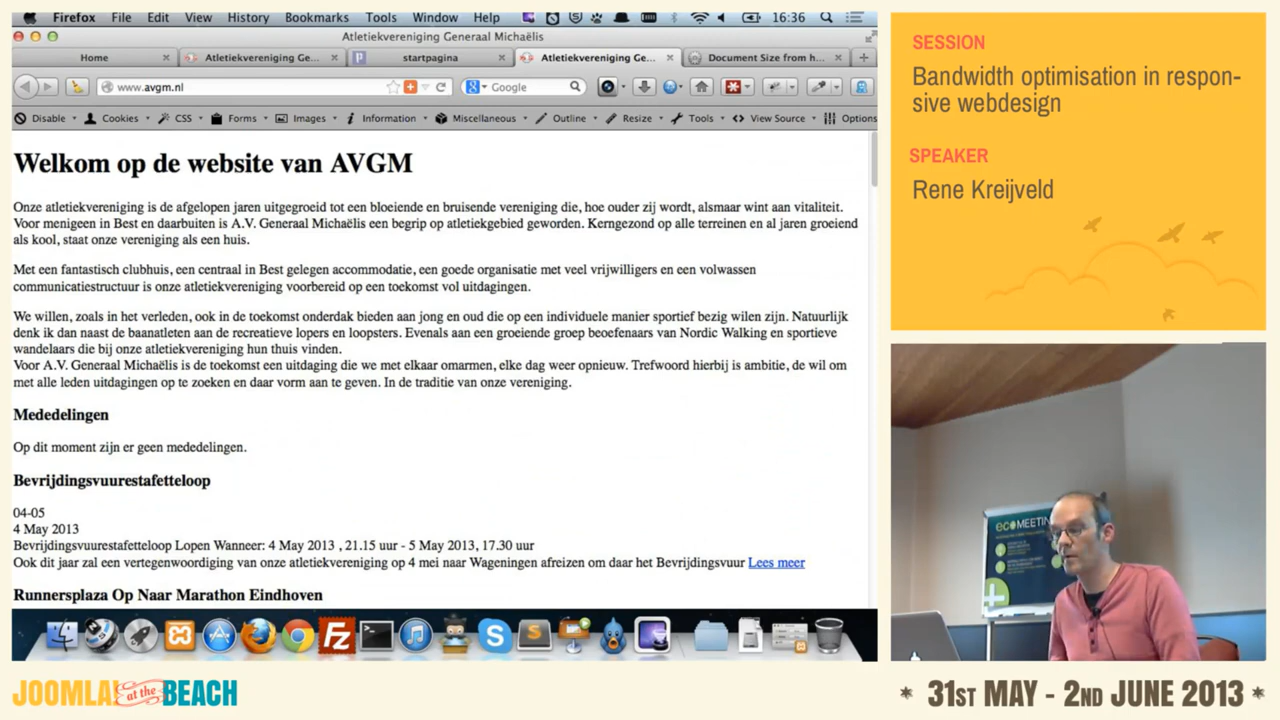 Firefox File Edit View History Bookmarks Tools Window Help 16:36
Atletiekvereniging Generaal Michaëlis
Home Atletiekvereniging Ge... startpagina Atletiekvereniging Ge... Document Size from h...
www.avgm.nl Google
Disable Cookies CSS Forms Images Information Miscellaneous Outline Resize Tools View Source Options
Welkom op de website van AVGM
Onze atletiekvereniging is de afgelopen jaren uitgegroeid tot een bloeiende en bruisende vereniging die, hoe ouder zij wordt, alsmaar wint aan vitaliteit.
Voor menigeen in Best en daarbuiten is A.V. Generaal Michaëlis een begrip op atletiekgebied geworden. Kerngezond op alle terreinen en al jaren groeiend
als kool, staat onze vereniging als een huis.
Met een fantastisch clubhuis, een centraal in Best gelegen accommodatie, een goede organisatie met veel vrijwilligers en een volwassen
communicatiestructuur is onze atletiekvereniging voorbereid op een toekomst vol uitdagingen.
We willen, zoals in het verleden, ook in de toekomst onderdak bieden aan jong en oud die op een individuele manier sportief bezig wilen zijn. Natuurlijk
denk ik dan naast de baanatleten aan de recreatieve lopers en loopsters. Evenals aan een groeiende groep beoefenaars van Nordic Walking en sportieve
wandelaars die bij onze atletiekvereniging hun thuis vinden.
Voor A.V. Generaal Michaëlis is de toekomst een uitdaging die we met elkaar omarmen, elke dag weer opnieuw. Trefwoord hierbij is ambitie, de wil om
met alle leden uitdagingen op te zoeken en daar vorm aan te geven. In de traditie van onze vereniging.
Mededelingen
Op dit moment zijn er geen mededelingen.
Bevrijdingsvuurestafetteloop
04-05
4 May 2013
Bevrijdingsvuurestafetteloop Lopen Wanneer: 4 May 2013 , 21.15 uur - 5 May 2013, 17.30 uur
Ook dit jaar zal een vertegenwoordiging van onze atletiekvereniging op 4 mei naar Wageningen afreizen om daar het Bevrijdingsvuur Lees meer
Runnersplaza Op Naar Marathon Eindhoven
SESSION
Bandwidth optimisation in respon-
sive webdesign
SPEAKER
Rene Kreijveld
ecoMEETIN
JOOMLA! at the BEACH
* 31ST MAY - 2ND JUNE 2013 *